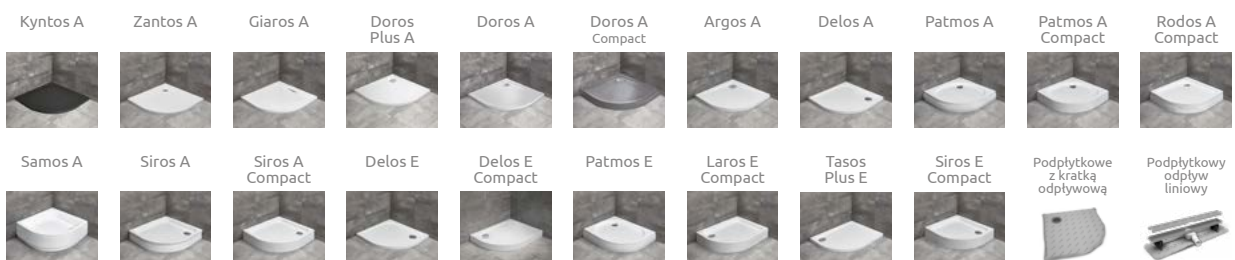 Kyntos A
Zantos A
Giaros A
Doros
Plus A
Doros A
Doros A
Compact
Argos A
Delos A
Patmos A
Patmos A
Compact
Rodos A
Compact
Samos A
Siros A
Siros A
Compact
Delos E
Delos E
Compact
Patmos E
Laros E
Compact
Tasos
Plus E
Siros E
Compact
Podpłytkowe
z kratką
odpływową
Podpłytkowy
odpływ
liniowy